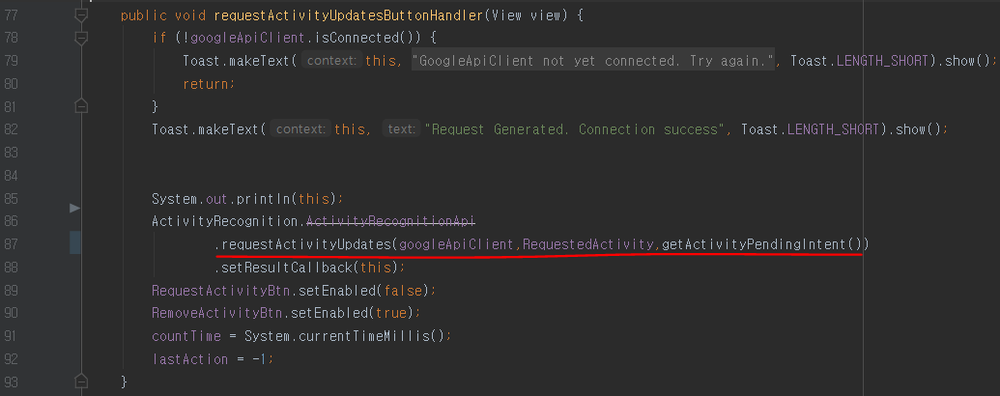 77 public void requestActivityUpdatesButtonHandler(View view) {
78 if (!googleApiClient.isConnected()) {
79 Toast.makeText( context: this, "GoogleApiClient not yet connected. Try again.", Toast.LENGTH_SHORT).show();
80 return;
81 }
82 Toast.makeText( context: this, text: "Request Generated. Connection success", Toast.LENGTH_SHORT).show();
83
84
85 System.out.println(this);
86 ActivityRecognition.ActivityRecognitionApi
87 .requestActivityUpdates(googleApiClient,RequestedActivity,getActivityPendingIntent())
88 .setResultCallback(this);
89 RequestActivityBtn.setEnabled(false);
90 RemoveActivityBtn.setEnabled(true);
91 countTime = System.currentTimeMillis();
92 lastAction = -1;
93 }